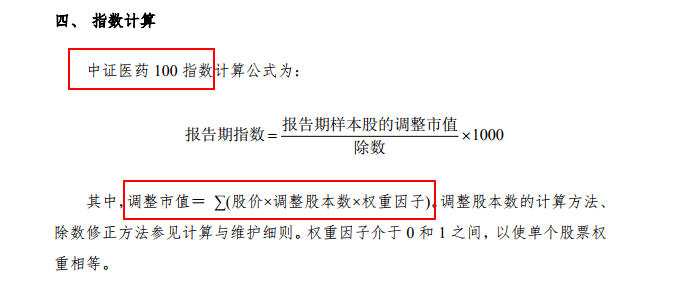 四、 指数计算
中证医药 100 指数计算公式为：
报告期指数=报告期样本股的调整市值/除数×1000
其中，调整市值＝ ∑(股价×调整股本数×权重因子)。调整股本数的计算方法、
除数修正方法参见计算与维护细则。权重因子介于 0 和 1 之间，以使单个股票权
重相等。